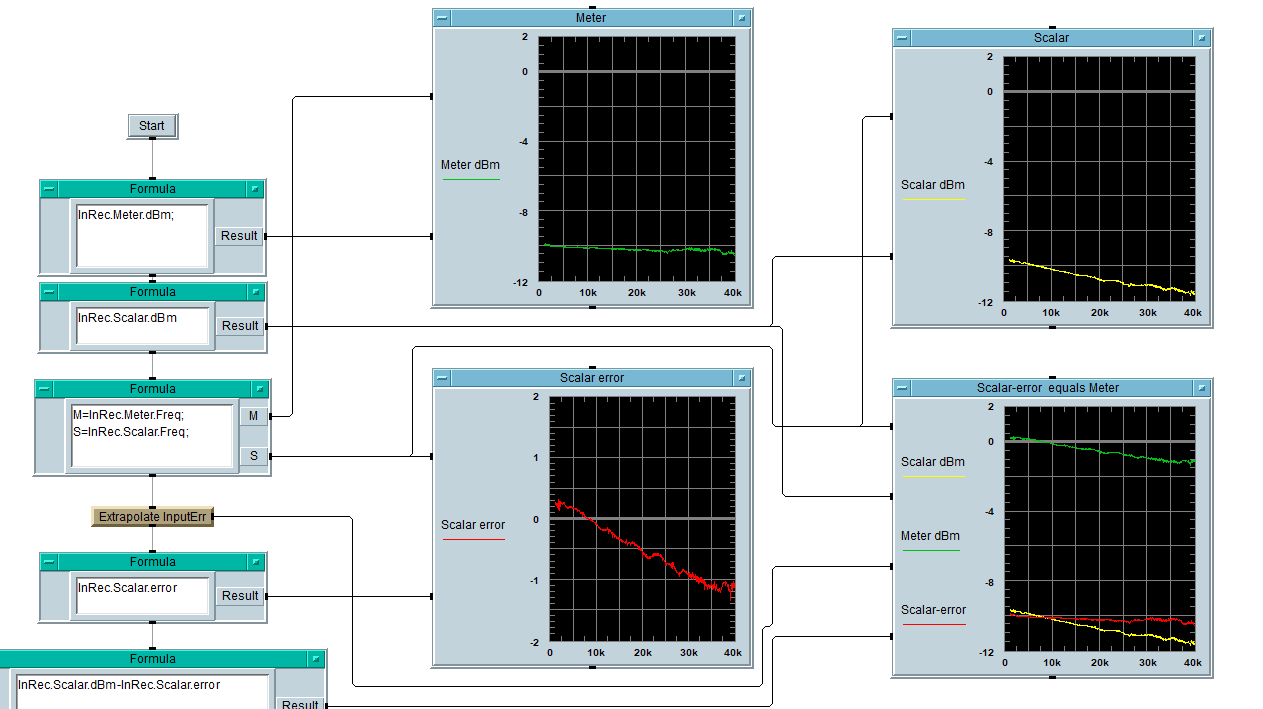 Start
Formula
InRec.Meter.dBm;
Result
Formula
InRec.Scalar.dBm
Result
Formula
M=InRec.Meter.Freq;
S=InRec.Scalar.Freq;
M
S
Extrapolate InputErr
Formula
InRec.Scalar.error
Result
Formula
InRec.Scalar.dBm-InRec.Scalar.error
Result
Meter
Meter dBm
2
0
-4
-8
-12
0 10k 20k 30k 40k
Scalar error
Scalar error
2
1
0
-1
-2
0 10k 20k 30k 40k
Scalar
Scalar dBm
2
0
-4
-8
-12
0 10k 20k 30k 40k
Scalar-error equals Meter
Scalar dBm
Meter dBm
Scalar-error
2
0
-4
-8
-12
0 10k 20k 30k 40k